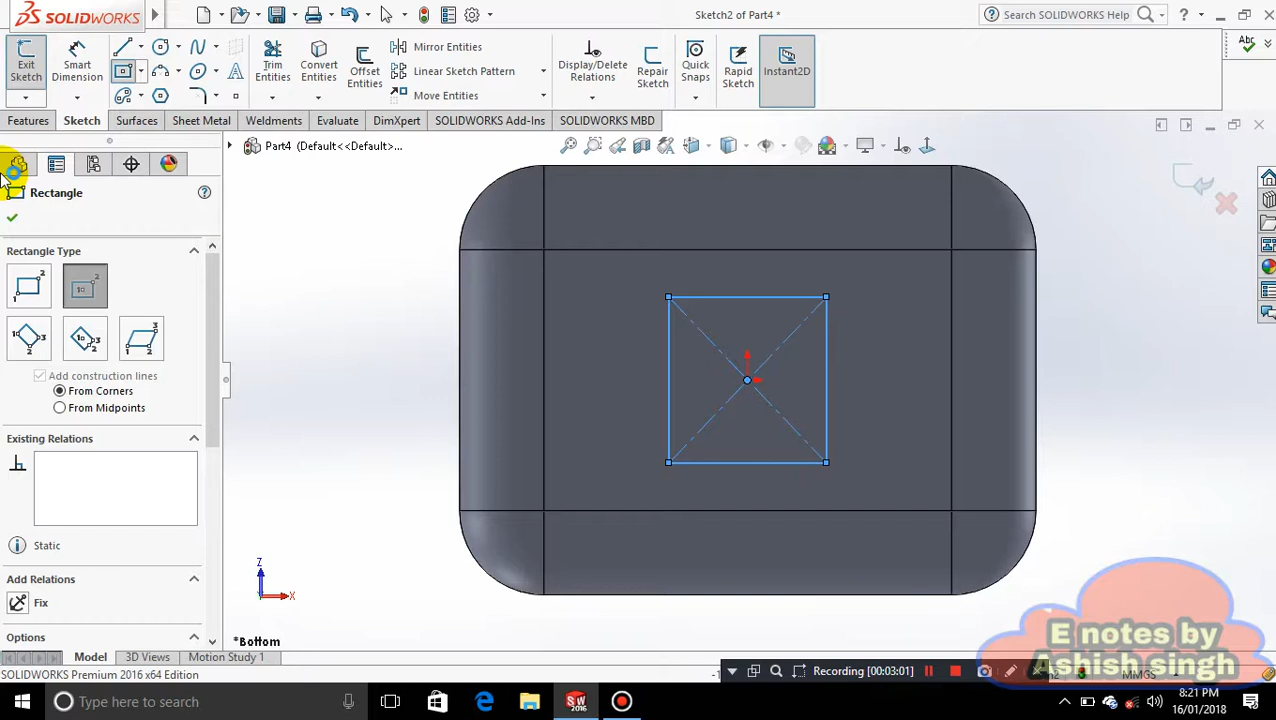 SOLIDWORKS
Sketch2 of Part4 *
Search SOLIDWORKS Help
Exit Sketch
Smart Dimension
Trim Entities
Convert Entities
Offset Entities
Mirror Entities
Linear Sketch Pattern
Move Entities
Display/Delete Relations
Repair Sketch
Quick Snaps
Rapid Sketch
Instant2D
Abc
Features
Sketch
Surfaces
Sheet Metal
Weldments
Evaluate
DimXpert
SOLIDWORKS Add-Ins
SOLIDWORKS MBD
Part4 (Default<<Default>...
Rectangle
Rectangle Type
Add construction lines
From Corners
From Midpoints
Existing Relations
Static
Add Relations
Fix
Options
Z
X
*Bottom
E notes by
Ashish singh
Model
3D Views
Motion Study 1
Recording [00:03:01]
SOLIDWORKS Premium 2016 x64 Edition
MMGS
Type here to search
8:21 PM
16/01/2018